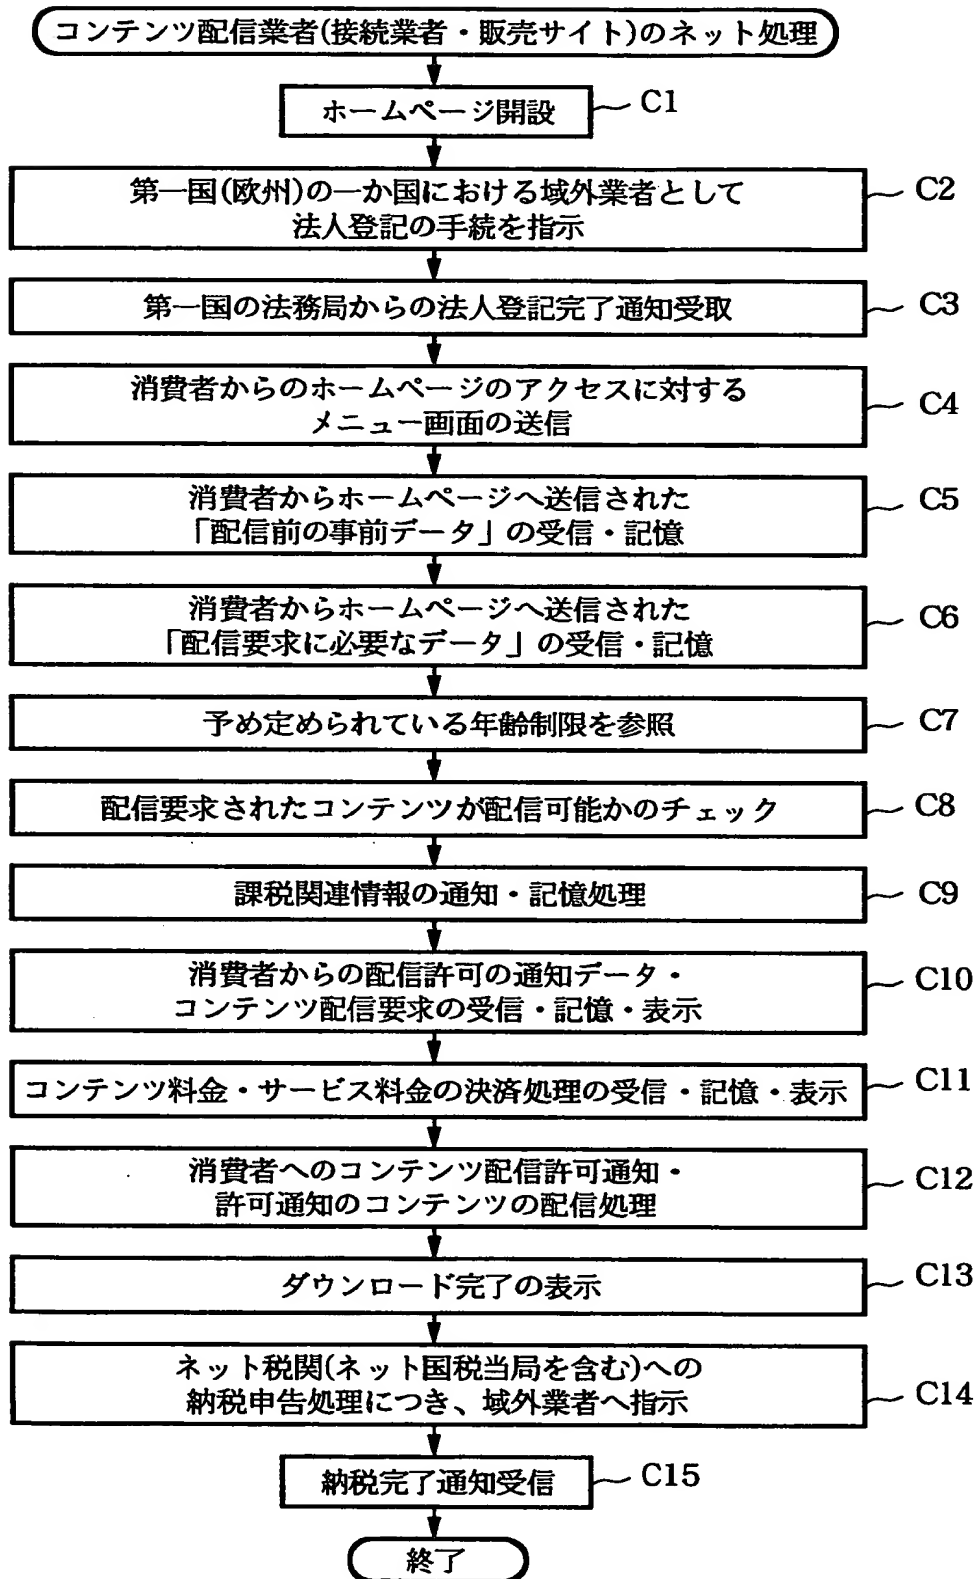 コンテンツ配信業者(接続業者・販売サイト)のネット処理
ホームページ開設
C1
第一国(欧州)の一か国における域外業者として
法人登記の手続を指示
C2
第一国の法務局からの法人登記完了通知受取
C3
消費者からのホームページのアクセスに対する
メニュー画面の送信
C4
消費者からホームページへ送信された
「配信前の事前データ」の受信・記憶
C5
消費者からホームページへ送信された
「配信要求に必要なデータ」の受信・記憶
C6
予め定められている年齢制限を参照
C7
配信要求されたコンテンツが配信可能かのチェック
C8
課税関連情報の通知・記憶処理
C9
消費者からの配信許可の通知データ・
コンテンツ配信要求の受信・記憶・表示
C10
コンテンツ料金・サービス料金の決済処理の受信・記憶・表示
C11
消費者へのコンテンツ配信許可通知・
許可通知のコンテンツの配信処理
C12
ダウンロード完了の表示
C13
ネット税関(ネット国税当局を含む)への
納税申告処理につき、域外業者へ指示
C14
納税完了通知受信
C15
終了